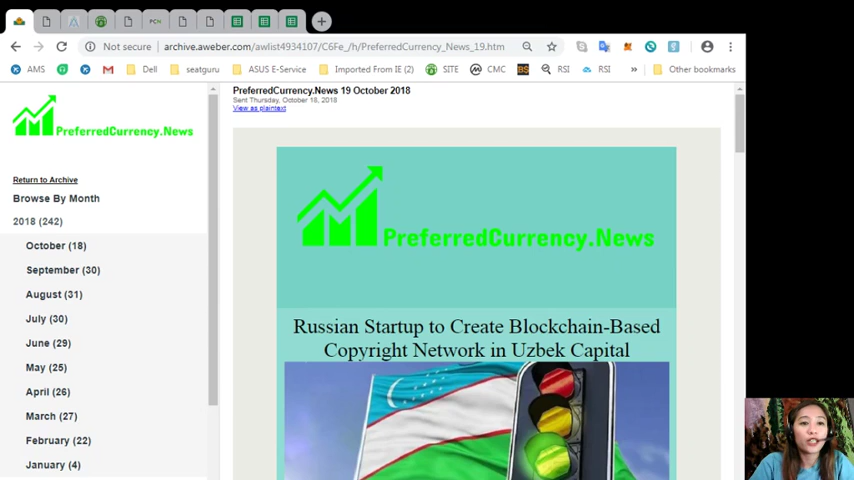 PCN
Not secure | archive.aweber.com/awlist4934107/C6Fe_/h/PreferredCurrency_News_19.htm
AMS
Dell
seatguru
ASUS E-Service
Imported From IE (2)
SITE
CMC
BS
RSI
RSI
»
Other bookmarks
PreferredCurrency.News
Return to Archive
Browse By Month
2018 (242)
October (18)
September (30)
August (31)
July (30)
June (29)
May (25)
April (26)
March (27)
February (22)
January (4)
PreferredCurrency.News 19 October 2018
Sent Thursday, October 18, 2018
View as plaintext
PreferredCurrency.News
Russian Startup to Create Blockchain-Based
Copyright Network in Uzbek Capital